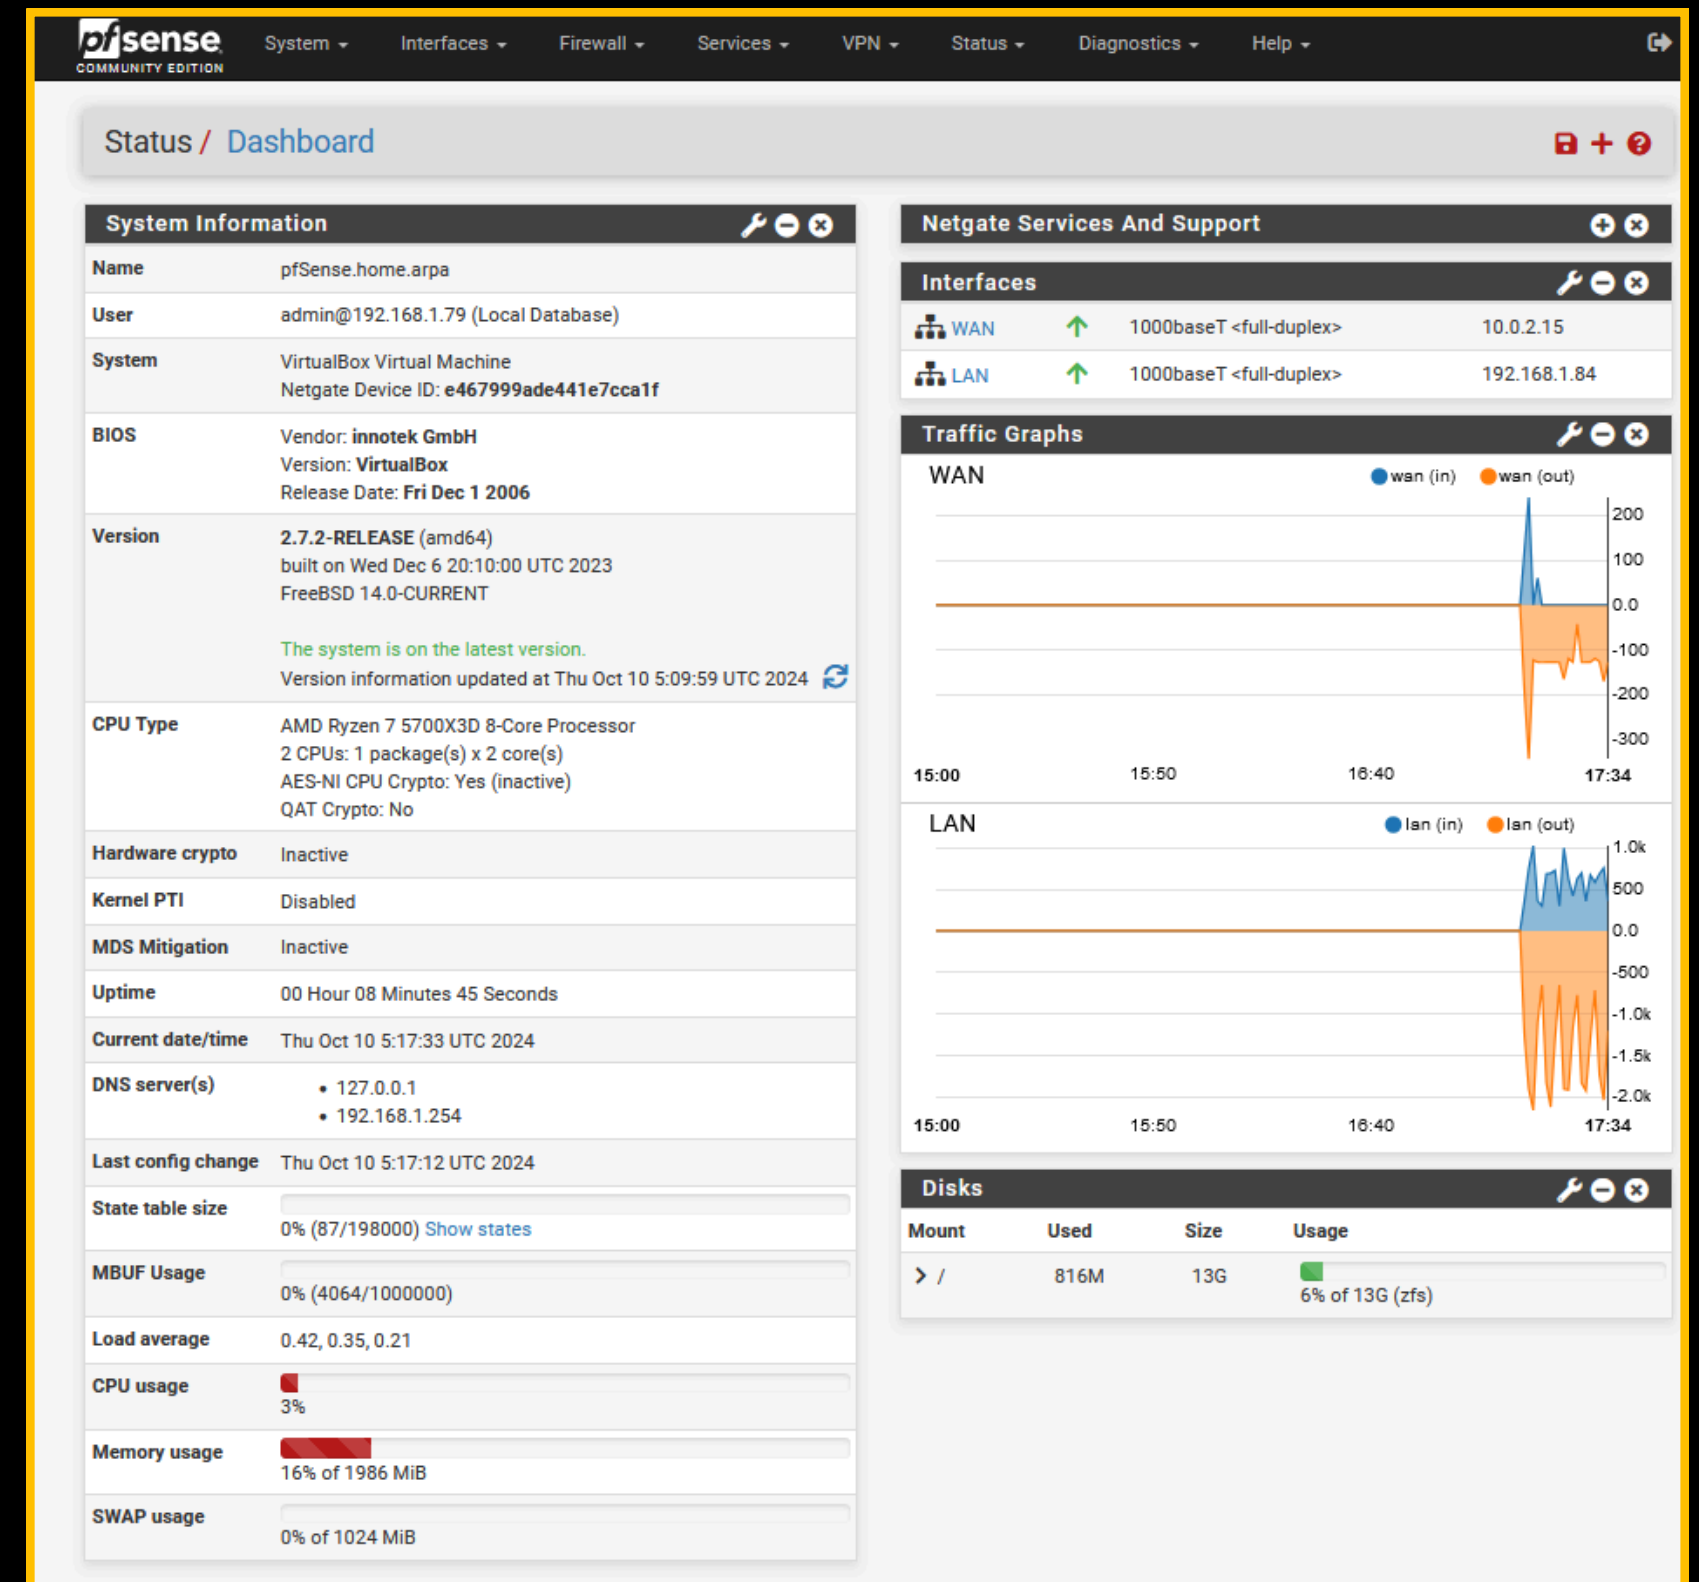 pfsense
COMMUNITY EDITION
System
Interfaces
Firewall
Services
VPN
Status
Diagnostics
Help
Status / Dashboard
System Information
Name pfSense.home.arpa
User admin@192.168.1.79 (Local Database)
System VirtualBox Virtual Machine
Netgate Device ID: e467999ade441e7cca1f
BIOS Vendor: innotek GmbH
Version: VirtualBox
Release Date: Fri Dec 1 2006
Version 2.7.2-RELEASE (amd64)
built on Wed Dec 6 20:10:00 UTC 2023
FreeBSD 14.0-CURRENT
The system is on the latest version.
Version information updated at Thu Oct 10 5:09:59 UTC 2024
CPU Type AMD Ryzen 7 5700X3D 8-Core Processor
2 CPUs: 1 package(s) x 2 core(s)
AES-NI CPU Crypto: Yes (inactive)
QAT Crypto: No
Hardware crypto Inactive
Kernel PTI Disabled
MDS Mitigation Inactive
Uptime 00 Hour 08 Minutes 45 Seconds
Current date/time Thu Oct 10 5:17:33 UTC 2024
DNS server(s) • 127.0.0.1
• 192.168.1.254
Last config change Thu Oct 10 5:17:12 UTC 2024
State table size
0% (87/198000) Show states
MBUF Usage
0% (4064/1000000)
Load average 0.42, 0.35, 0.21
CPU usage
3%
Memory usage
16% of 1986 MiB
SWAP usage
0% of 1024 MiB
Netgate Services And Support
Interfaces
WAN 1000baseT <full-duplex> 10.0.2.15
LAN 1000baseT <full-duplex> 192.168.1.84
Traffic Graphs
WAN wan (in) wan (out)
200
100
0.0
-100
-200
-300
15:00 15:50 16:40 17:34
LAN lan (in) lan (out)
1.0k
500
0.0
-500
-1.0k
-1.5k
-2.0k
15:00 15:50 16:40 17:34
Disks
Mount Used Size Usage
/ 816M 13G
6% of 13G (zfs)